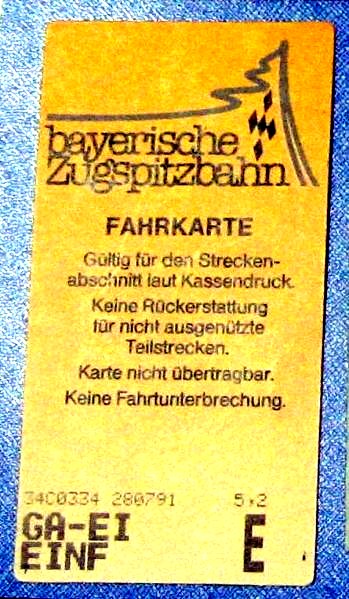 bayerische
Zugspitzbahn
FAHRKARTE
Gültig für den Strecken-
abschnitt laut Kassendruck.
Keine Rückerstattung
für nicht ausgenützte
Teilstrecken.
Karte nicht übertragbar.
Keine Fahrtunterbrechung.
34C0334 280791 5,2
GA-EI
EINF E